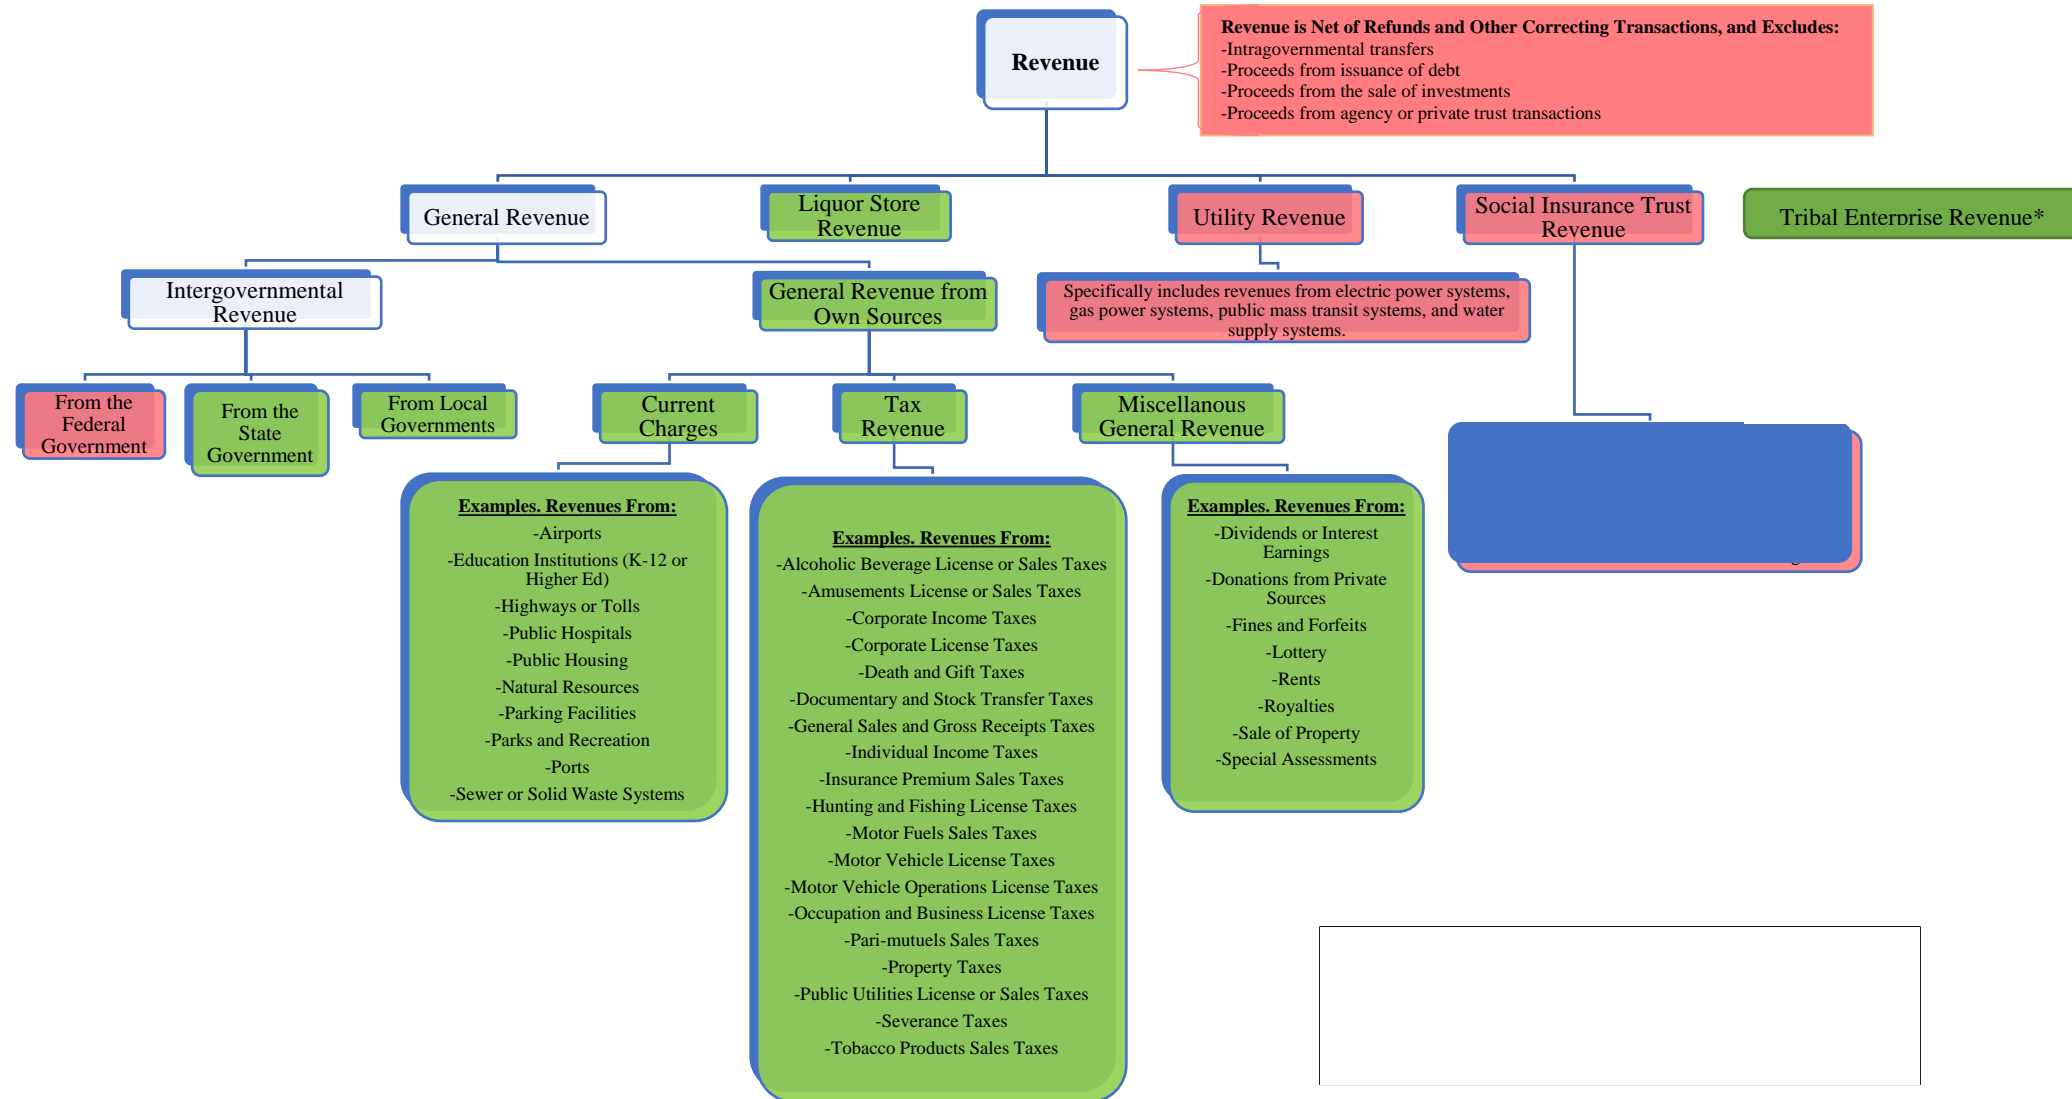 Revenue
Revenue is Net of Refunds and Other Correcting Transactions, and Excludes:
-Intragovernmental transfers
-Proceeds from issuance of debt
-Proceeds from the sale of investments
-Proceeds from agency or private trust transactions
General Revenue
Liquor Store
Revenue
Utility Revenue
Social Insurance Trust
Revenue
Tribal Enterprise Revenue*
Intergovernmental
Revenue
General Revenue from
Own Sources
Specifically includes revenues from electric power systems,
gas power systems, public mass transit systems, and water
supply systems.
From the
Federal
Government
From the
State
Government
From Local
Governments
Current
Charges
Tax
Revenue
Miscellanous
General Revenue
Examples. Revenues From:
-Airports
-Education Institutions (K-12 or
Higher Ed)
-Highways or Tolls
-Public Hospitals
-Public Housing
-Natural Resources
-Parking Facilities
-Parks and Recreation
-Ports
-Sewer or Solid Waste Systems
Examples. Revenues From:
-Alcoholic Beverage License or Sales Taxes
-Amusements License or Sales Taxes
-Corporate Income Taxes
-Corporate License Taxes
-Death and Gift Taxes
-Documentary and Stock Transfer Taxes
-General Sales and Gross Receipts Taxes
-Individual Income Taxes
-Insurance Premium Sales Taxes
-Hunting and Fishing License Taxes
-Motor Fuels Sales Taxes
-Motor Vehicle License Taxes
-Motor Vehicle Operations License Taxes
-Occupation and Business License Taxes
-Pari-mutuels Sales Taxes
-Property Taxes
-Public Utilities License or Sales Taxes
-Severance Taxes
-Tobacco Products Sales Taxes
Examples. Revenues From:
-Dividends or Interest
Earnings
-Donations from Private
Sources
-Fines and Forfeits
-Lottery
-Rents
-Royalties
-Sale of Property
-Special Assessments